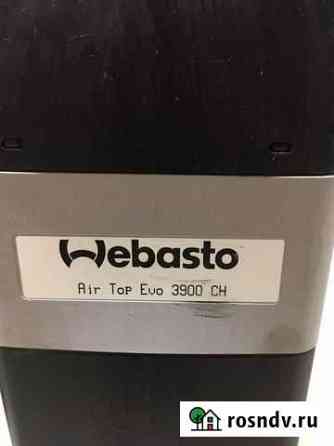 Webasto
Air Top Evo 3900 CH
rosndv.ru